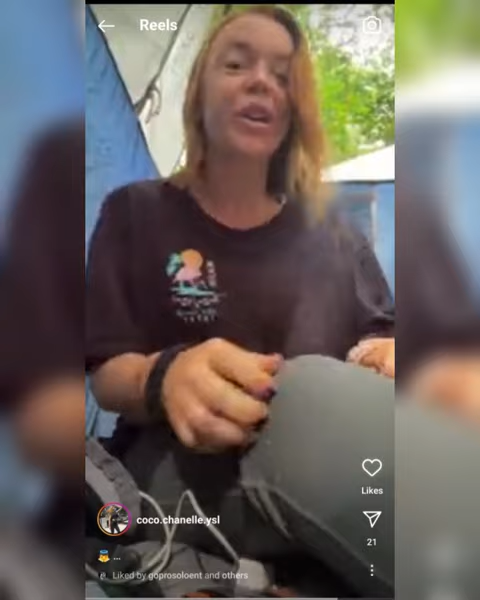 Reels
Likes
coco.chanelle.ysl
21
...
Liked by goprosoloent and others